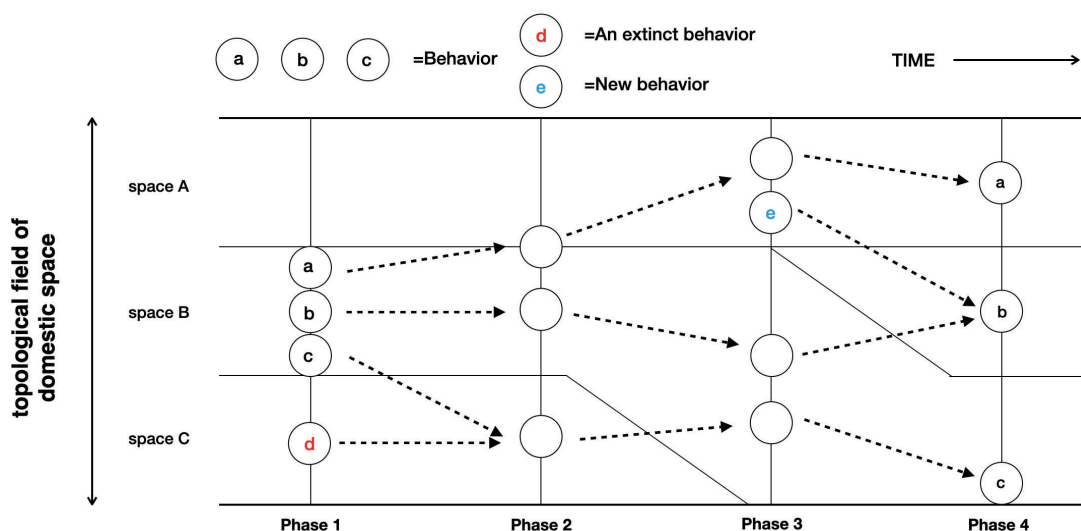 a b c =Behavior
d =An extinct behavior
e =New behavior
TIME
topological field of
domestic space
space A
space B
space C
a
b
c
d
e
a
b
c
Phase 1 Phase 2 Phase 3 Phase 4